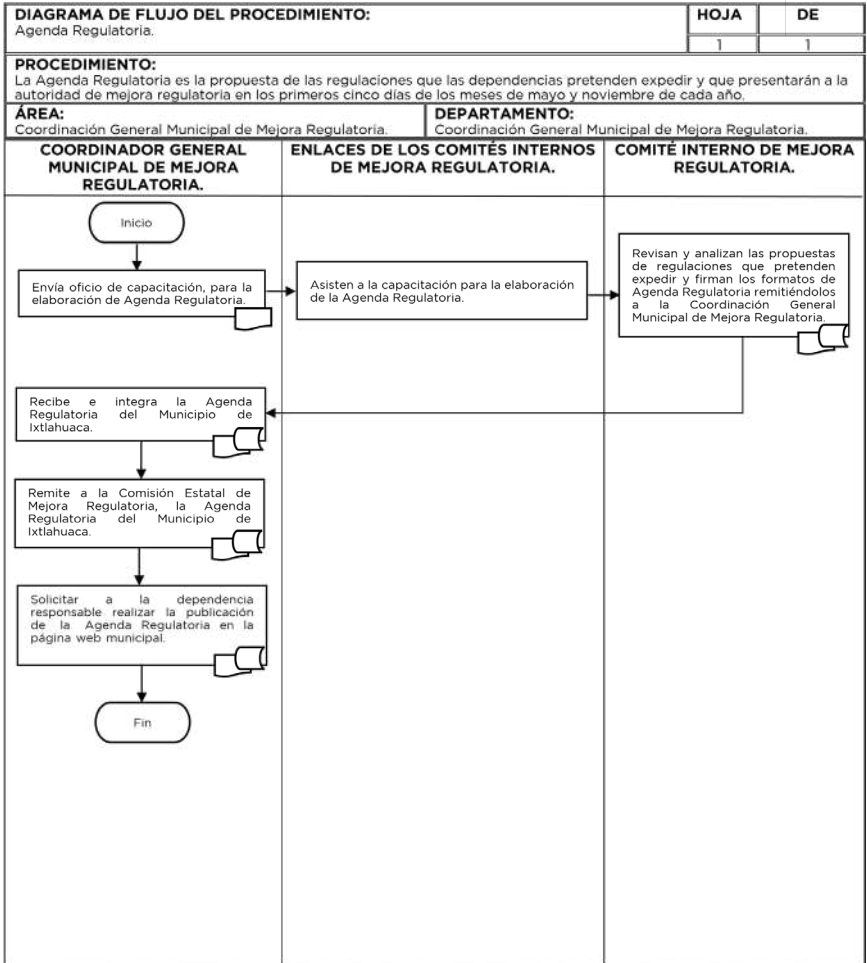 DIAGRAMA DE FLUJO DEL PROCEDIMIENTO:
Agenda Regulatoria.
HOJA
DE
1
1
PROCEDIMIENTO:
La Agenda Regulatoria es la propuesta de las regulaciones que las dependencias pretenden expedir y que presentarán a la
autoridad de mejora regulatoria en los primeros cinco días de los meses de mayo y noviembre de cada año.
ÁREA:
Coordinación General Municipal de Mejora Regulatoria.
DEPARTAMENTO:
Coordinación General Municipal de Mejora Regulatoria.
COORDINADOR GENERAL
MUNICIPAL DE MEJORA
REGULATORIA.
ENLACES DE LOS COMITÉS INTERNOS
DE MEJORA REGULATORIA.
COMITÉ INTERNO DE MEJORA
REGULATORIA.
Inicio
Envía oficio de capacitación, para la
elaboración de Agenda Regulatoria.
Asisten a la capacitación para la elaboración
de la Agenda Regulatoria.
Revisan y analizan las propuestas
de regulaciones que pretenden
expedir y firman los formatos de
Agenda Regulatoria remitiéndolos
a la Coordinación General
Municipal de Mejora Regulatoria.
Recibe e integra la Agenda
Regulatoria del Municipio de
Ixtlahuaca.
Remite a la Comisión Estatal de
Mejora Regulatoria, la Agenda
Regulatoria del Municipio de
Ixtlahuaca.
Solicitar a la dependencia
responsable realizar la publicación
de la Agenda Regulatoria en la
página web municipal.
Fin